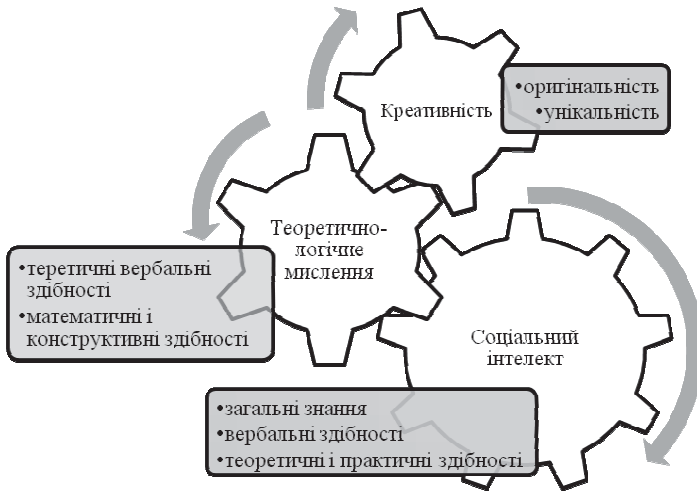 Креативність
•оригінальність
•унікальність
Теоретично-
логічне
мислення
•теретичні вербальні
здібності
•математичні і
конструктивні здібності
Соціальний
інтелект
•загальні знання
•вербальні здібності
•теоретичні і практичні здібності